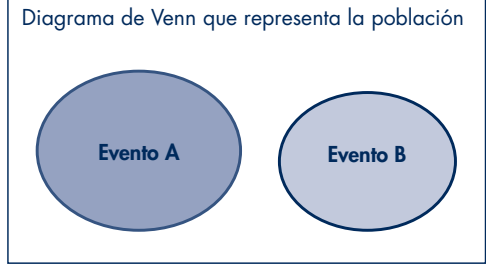 Diagrama de Venn que representa la población
Evento A
Evento B